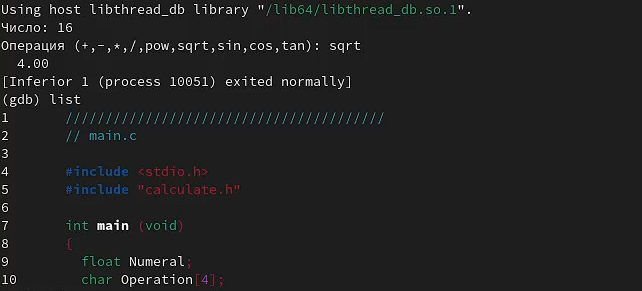 Using host libthread_db library "/lib64/libthread_db.so.1".
Число: 16
Операция (+,-,*,/,pow,sqrt,sin,cos,tan): sqrt
  4.00
[Inferior 1 (process 10051) exited normally]
(gdb) list
1       ////////////////////////////////////////
2       // main.c
3
4       #include <stdio.h>
5       #include "calculate.h"
6
7       int main (void)
8       {
9         float Numeral;
10        char Operation[4];